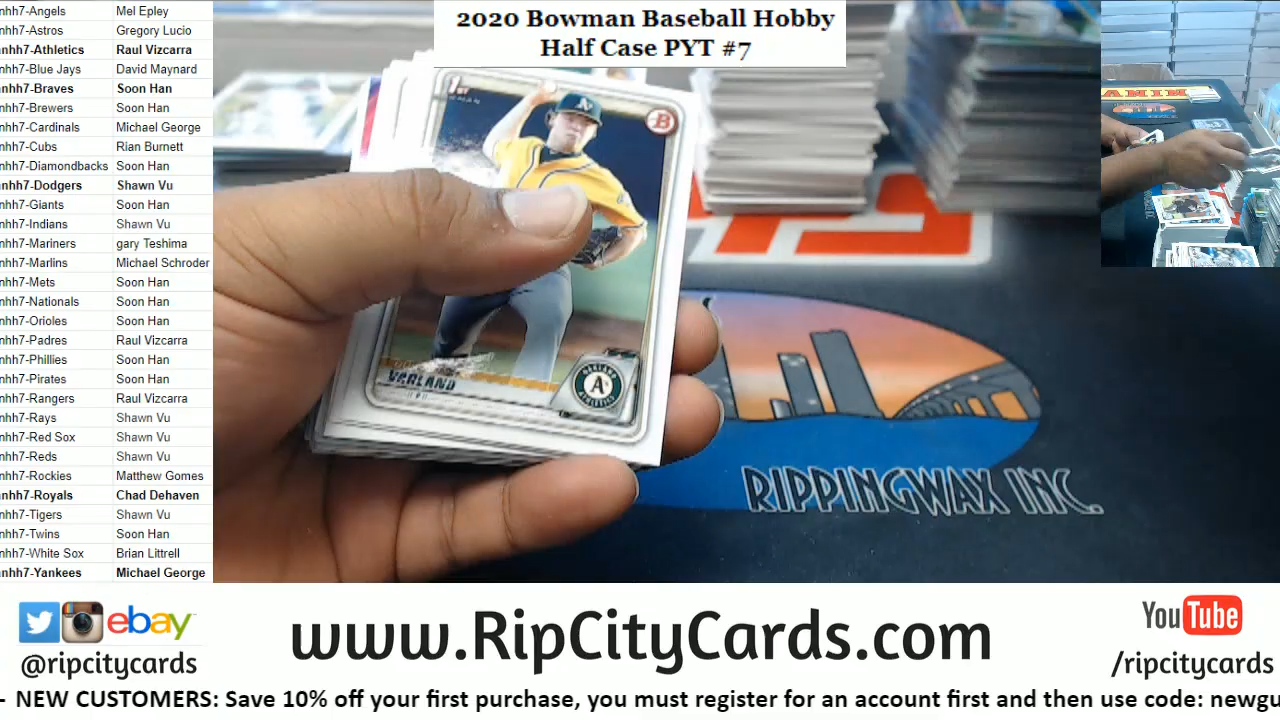 2020 Bowman Baseball Hobby
Half Case PYT #7
nhh7-Angels Mel Epley
nhh7-Astros Gregory Lucio
nhh7-Athletics Raul Vizcarra
nhh7-Blue Jays David Maynard
nhh7-Braves Soon Han
nhh7-Brewers Soon Han
nhh7-Cardinals Michael George
nhh7-Cubs Rian Burnett
nhh7-Diamondbacks Soon Han
nhh7-Dodgers Shawn Vu
nhh7-Giants Soon Han
nhh7-Indians Shawn Vu
nhh7-Mariners gary Teshima
nhh7-Marlins Michael Schroder
nhh7-Mets Soon Han
nhh7-Nationals Soon Han
nhh7-Orioles Soon Han
nhh7-Padres Raul Vizcarra
nhh7-Phillies Soon Han
nhh7-Pirates Soon Han
nhh7-Rangers Raul Vizcarra
nhh7-Rays Shawn Vu
nhh7-Red Sox Shawn Vu
nhh7-Reds Shawn Vu
nhh7-Rockies Matthew Gomes
nhh7-Royals Chad Dehaven
nhh7-Tigers Shawn Vu
nhh7-Twins Soon Han
nhh7-White Sox Brian Littrell
nhh7-Yankees Michael George
1st
B
VARLAND
A's
PANINI
RIPPINGWAX INC.
ebay
@ripcitycards
www.RipCityCards.com
YouTube
/ripcitycards
- NEW CUSTOMERS: Save 10% off your first purchase, you must register for an account first and then use code: newgu